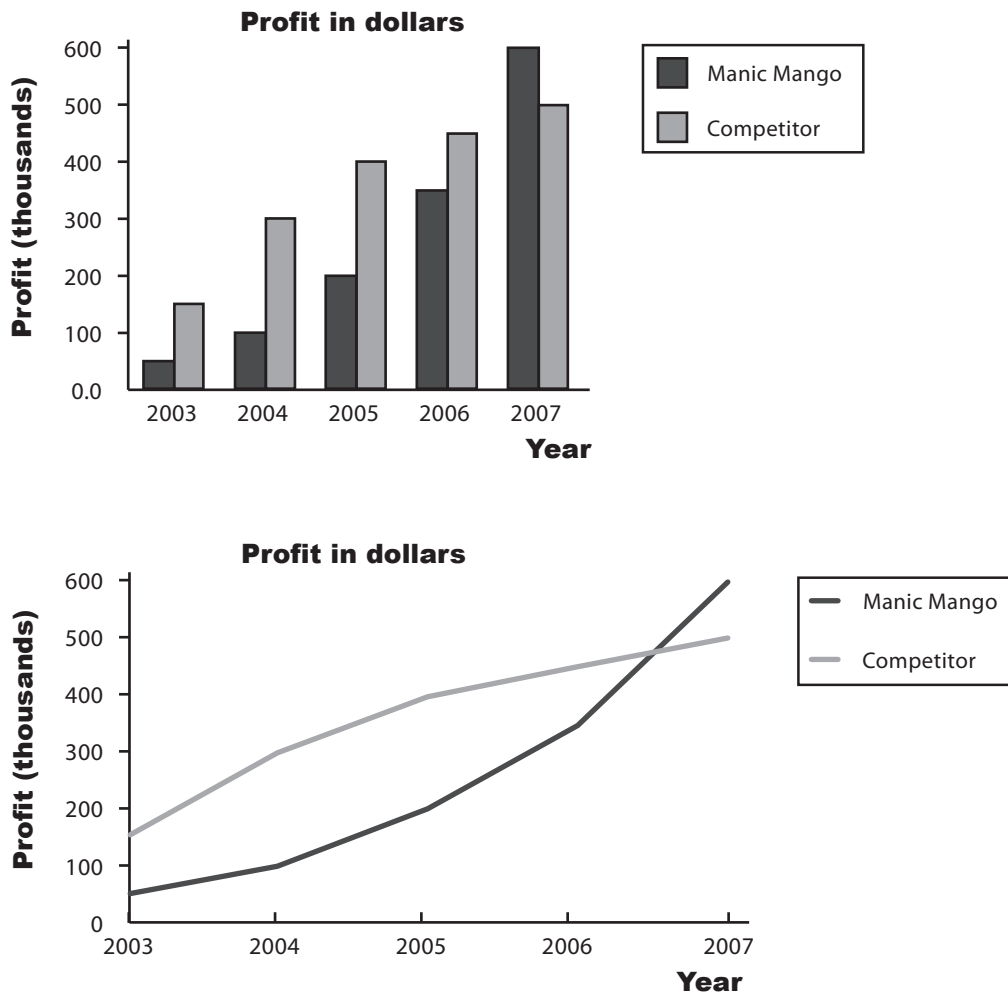 Profit in dollars
600
500
400
300
200
100
0.0
Profit (thousands)
2003 2004 2005 2006 2007
Year
Manic Mango
Competitor
Profit in dollars
600
500
400
300
200
100
0
Profit (thousands)
2003 2004 2005 2006 2007
Year
Manic Mango
Competitor